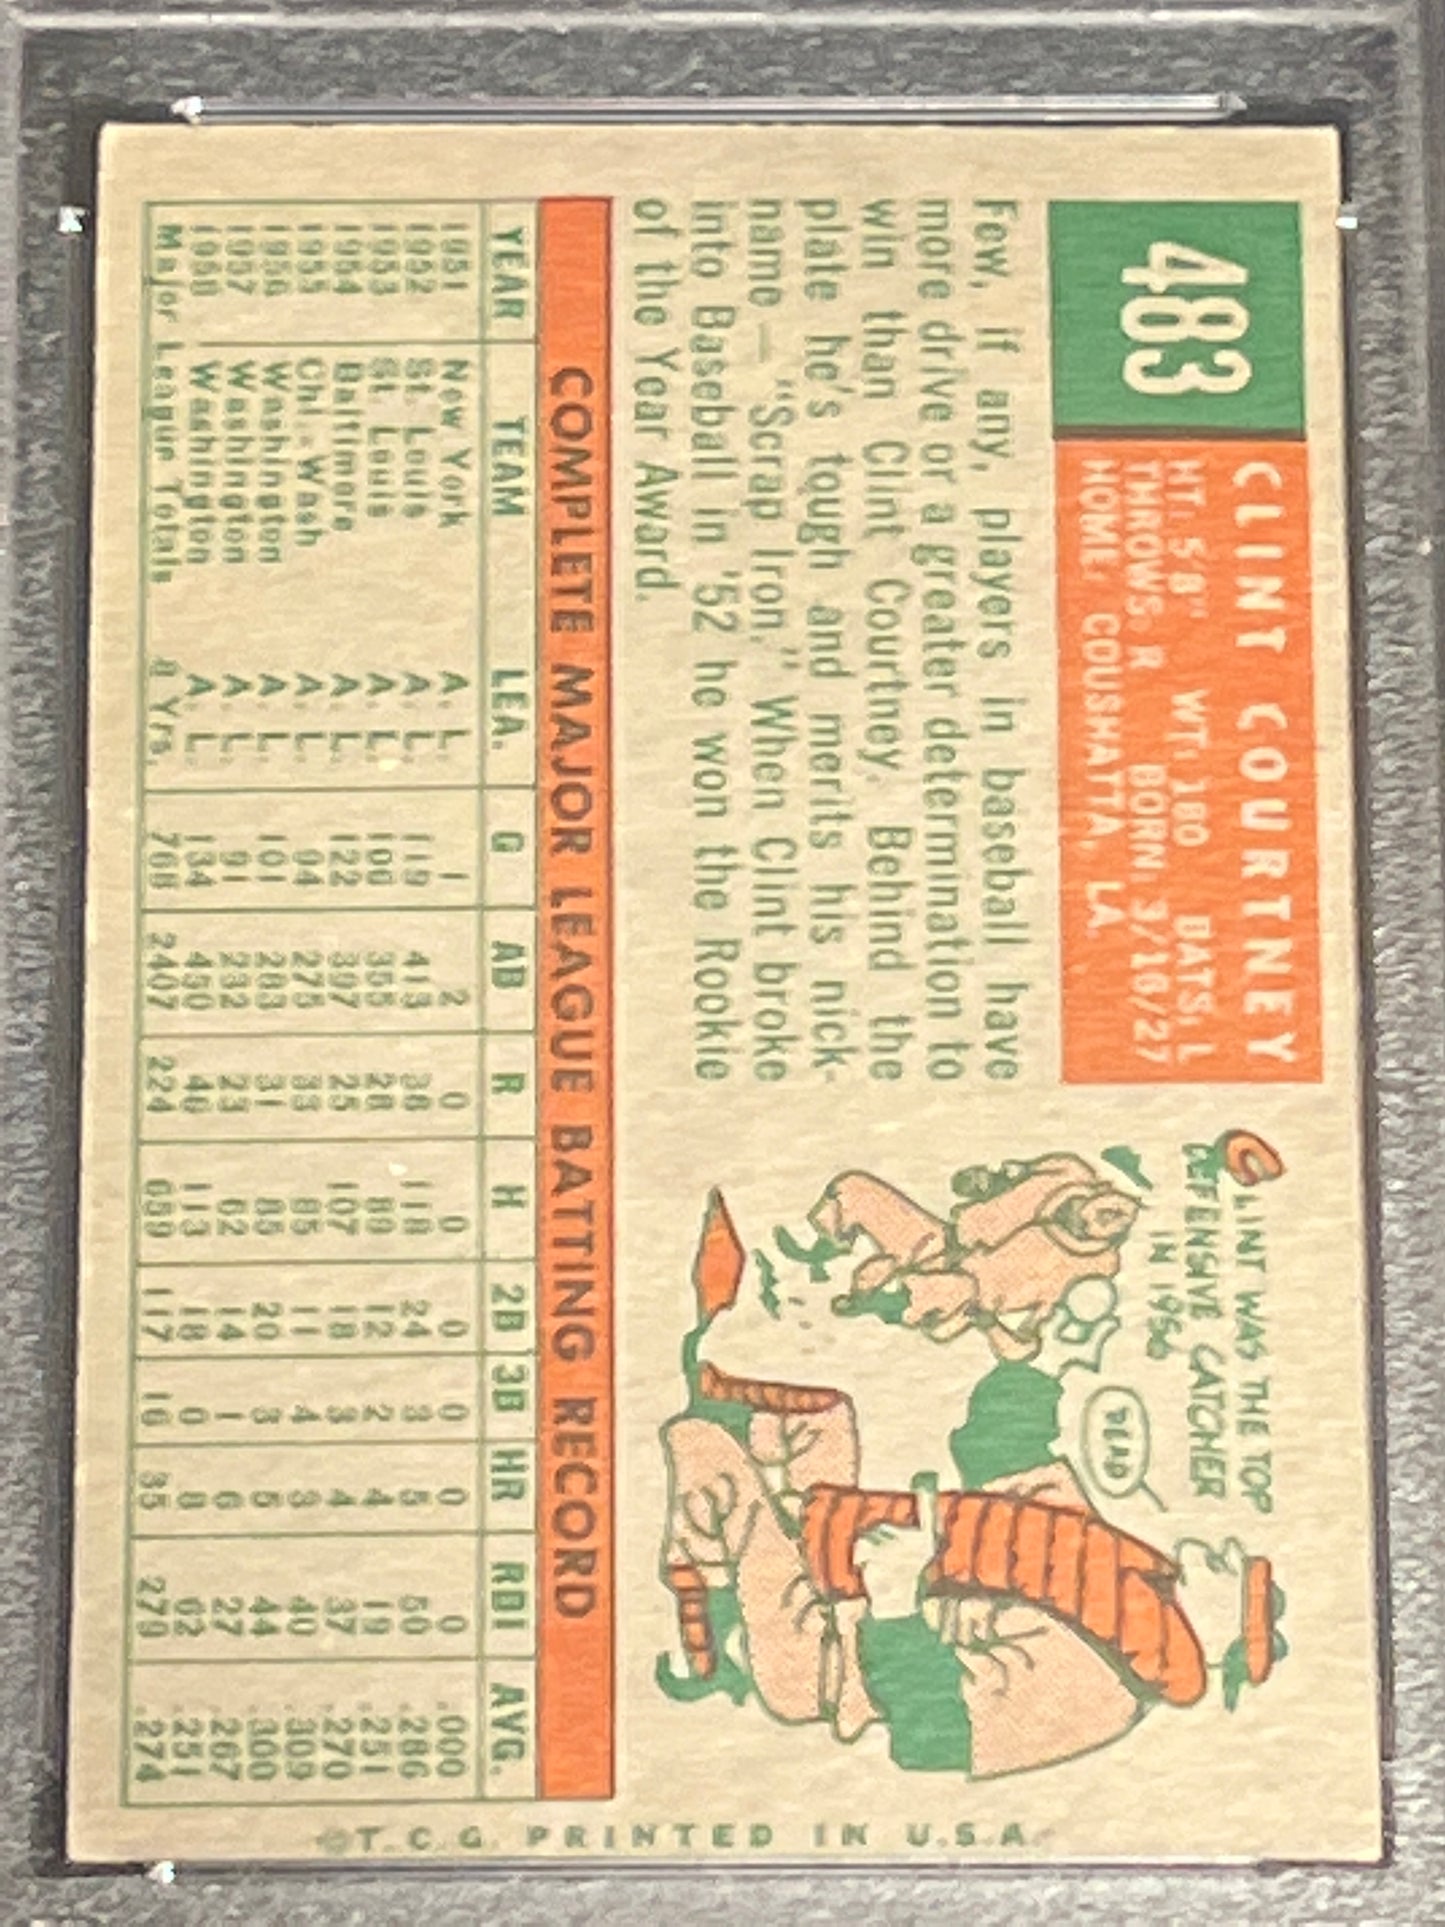 483
CLINT COURTNEY
HT: 5'8" WT: 180 BATS: L
THROWS: R BORN: 3/16/27
HOME: COUSHATTA, LA.
CLINT WAS THE TOP
DEFENSIVE CATCHER
IN 1956
Few, if any, players in baseball have
more drive or a greater determination to
win than Clint Courtney. Behind the
plate he's tough and merits his nick-
name — "Scrap Iron." When Clint broke
into Baseball in '52 he won the Rookie
of the Year Award.
COMPLETE MAJOR LEAGUE BATTING RECORD
YEAR TEAM LEA. G AB R H 2B 3B HR RBI AVG.
1951 New York A. L. 1 2 0 0 0 0 0 0 .000
1952 St. Louis A. L. 119 413 38 118 24 3 5 50 .286
1953 St. Louis A. L. 106 355 28 89 12 2 4 19 .251
1954 Baltimore A. L. 122 397 25 107 18 3 4 37 .270
1955 Chi.-Wash A. L. 94 275 33 85 11 4 3 40 .309
1956 Washington A. L. 101 283 31 85 20 3 5 44 .300
1957 Washington A. L. 91 232 23 62 14 1 6 27 .267
1958 Washington A. L. 134 450 46 113 18 0 8 62 .251
Major League Totals 8 Yrs. 768 2407 224 659 117 16 35 279 .274
©T.C.G. PRINTED IN U.S.A.